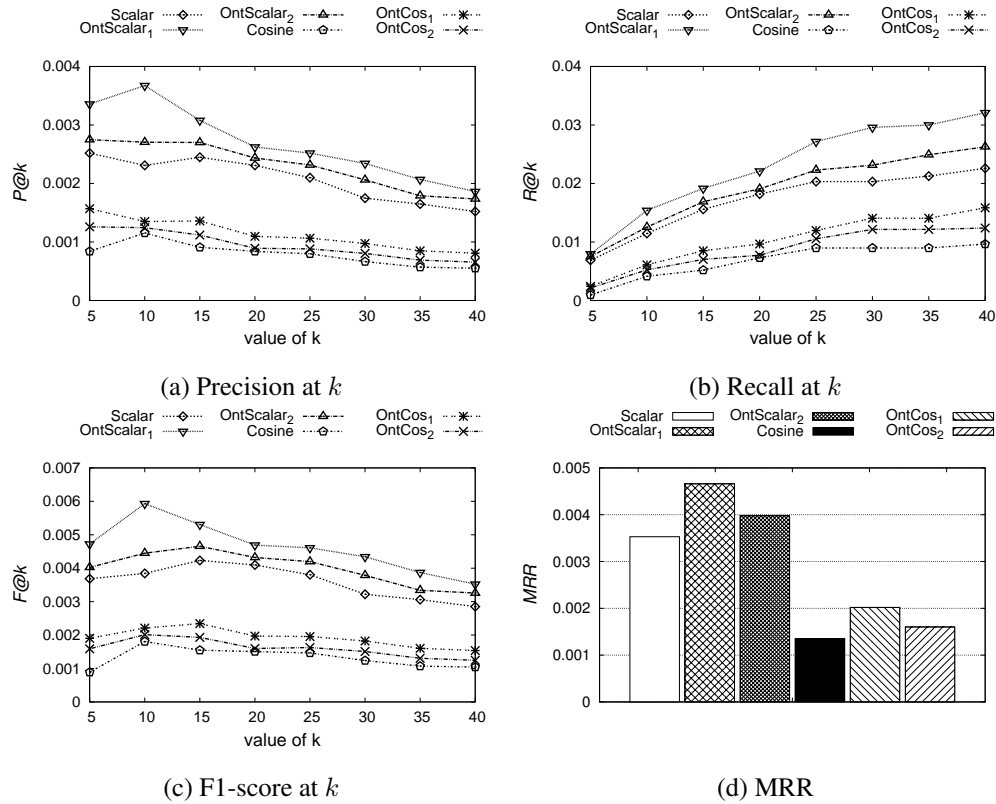 Scalar OntScalar2 OntCos1
OntScalar1 Cosine OntCos2
0.004
0.003
0.002
0.001
0
P@k
5 10 15 20 25 30 35 40
value of k
(a) Precision at k
Scalar OntScalar2 OntCos1
OntScalar1 Cosine OntCos2
0.04
0.03
0.02
0.01
0
R@k
5 10 15 20 25 30 35 40
value of k
(b) Recall at k
Scalar OntScalar2 OntCos1
OntScalar1 Cosine OntCos2
0.007
0.006
0.005
0.004
0.003
0.002
0.001
0
F@k
5 10 15 20 25 30 35 40
value of k
(c) F1-score at k
Scalar OntScalar2 OntCos1
OntScalar1 Cosine OntCos2
0.005
0.004
0.003
0.002
0.001
0
MRR
(d) MRR